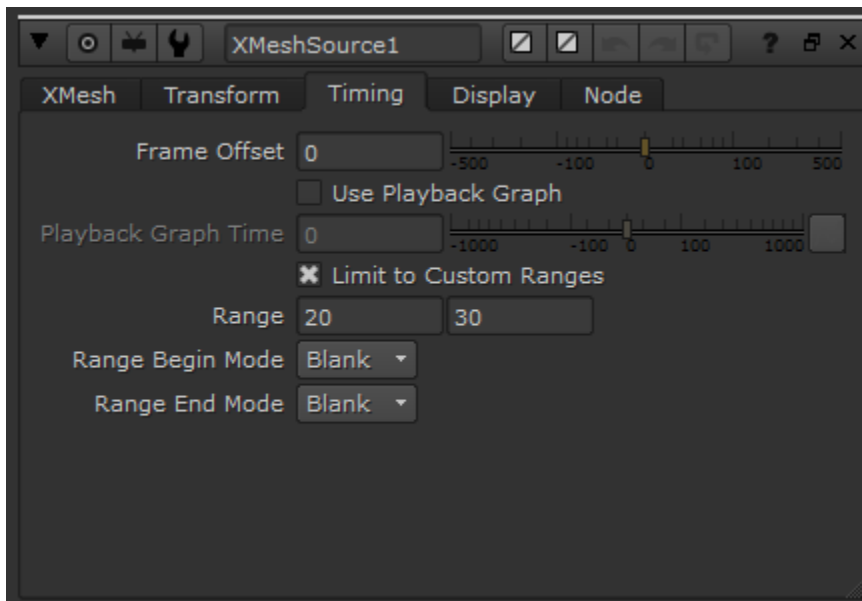 XMeshSource1 ?
XMesh Transform Timing Display Node
Frame Offset 0 -500 -100 0 100 500
Use Playback Graph
Playback Graph Time 0 -1000 -100 0 100 1000
Limit to Custom Ranges
Range 20 30
Range Begin Mode Blank
Range End Mode Blank